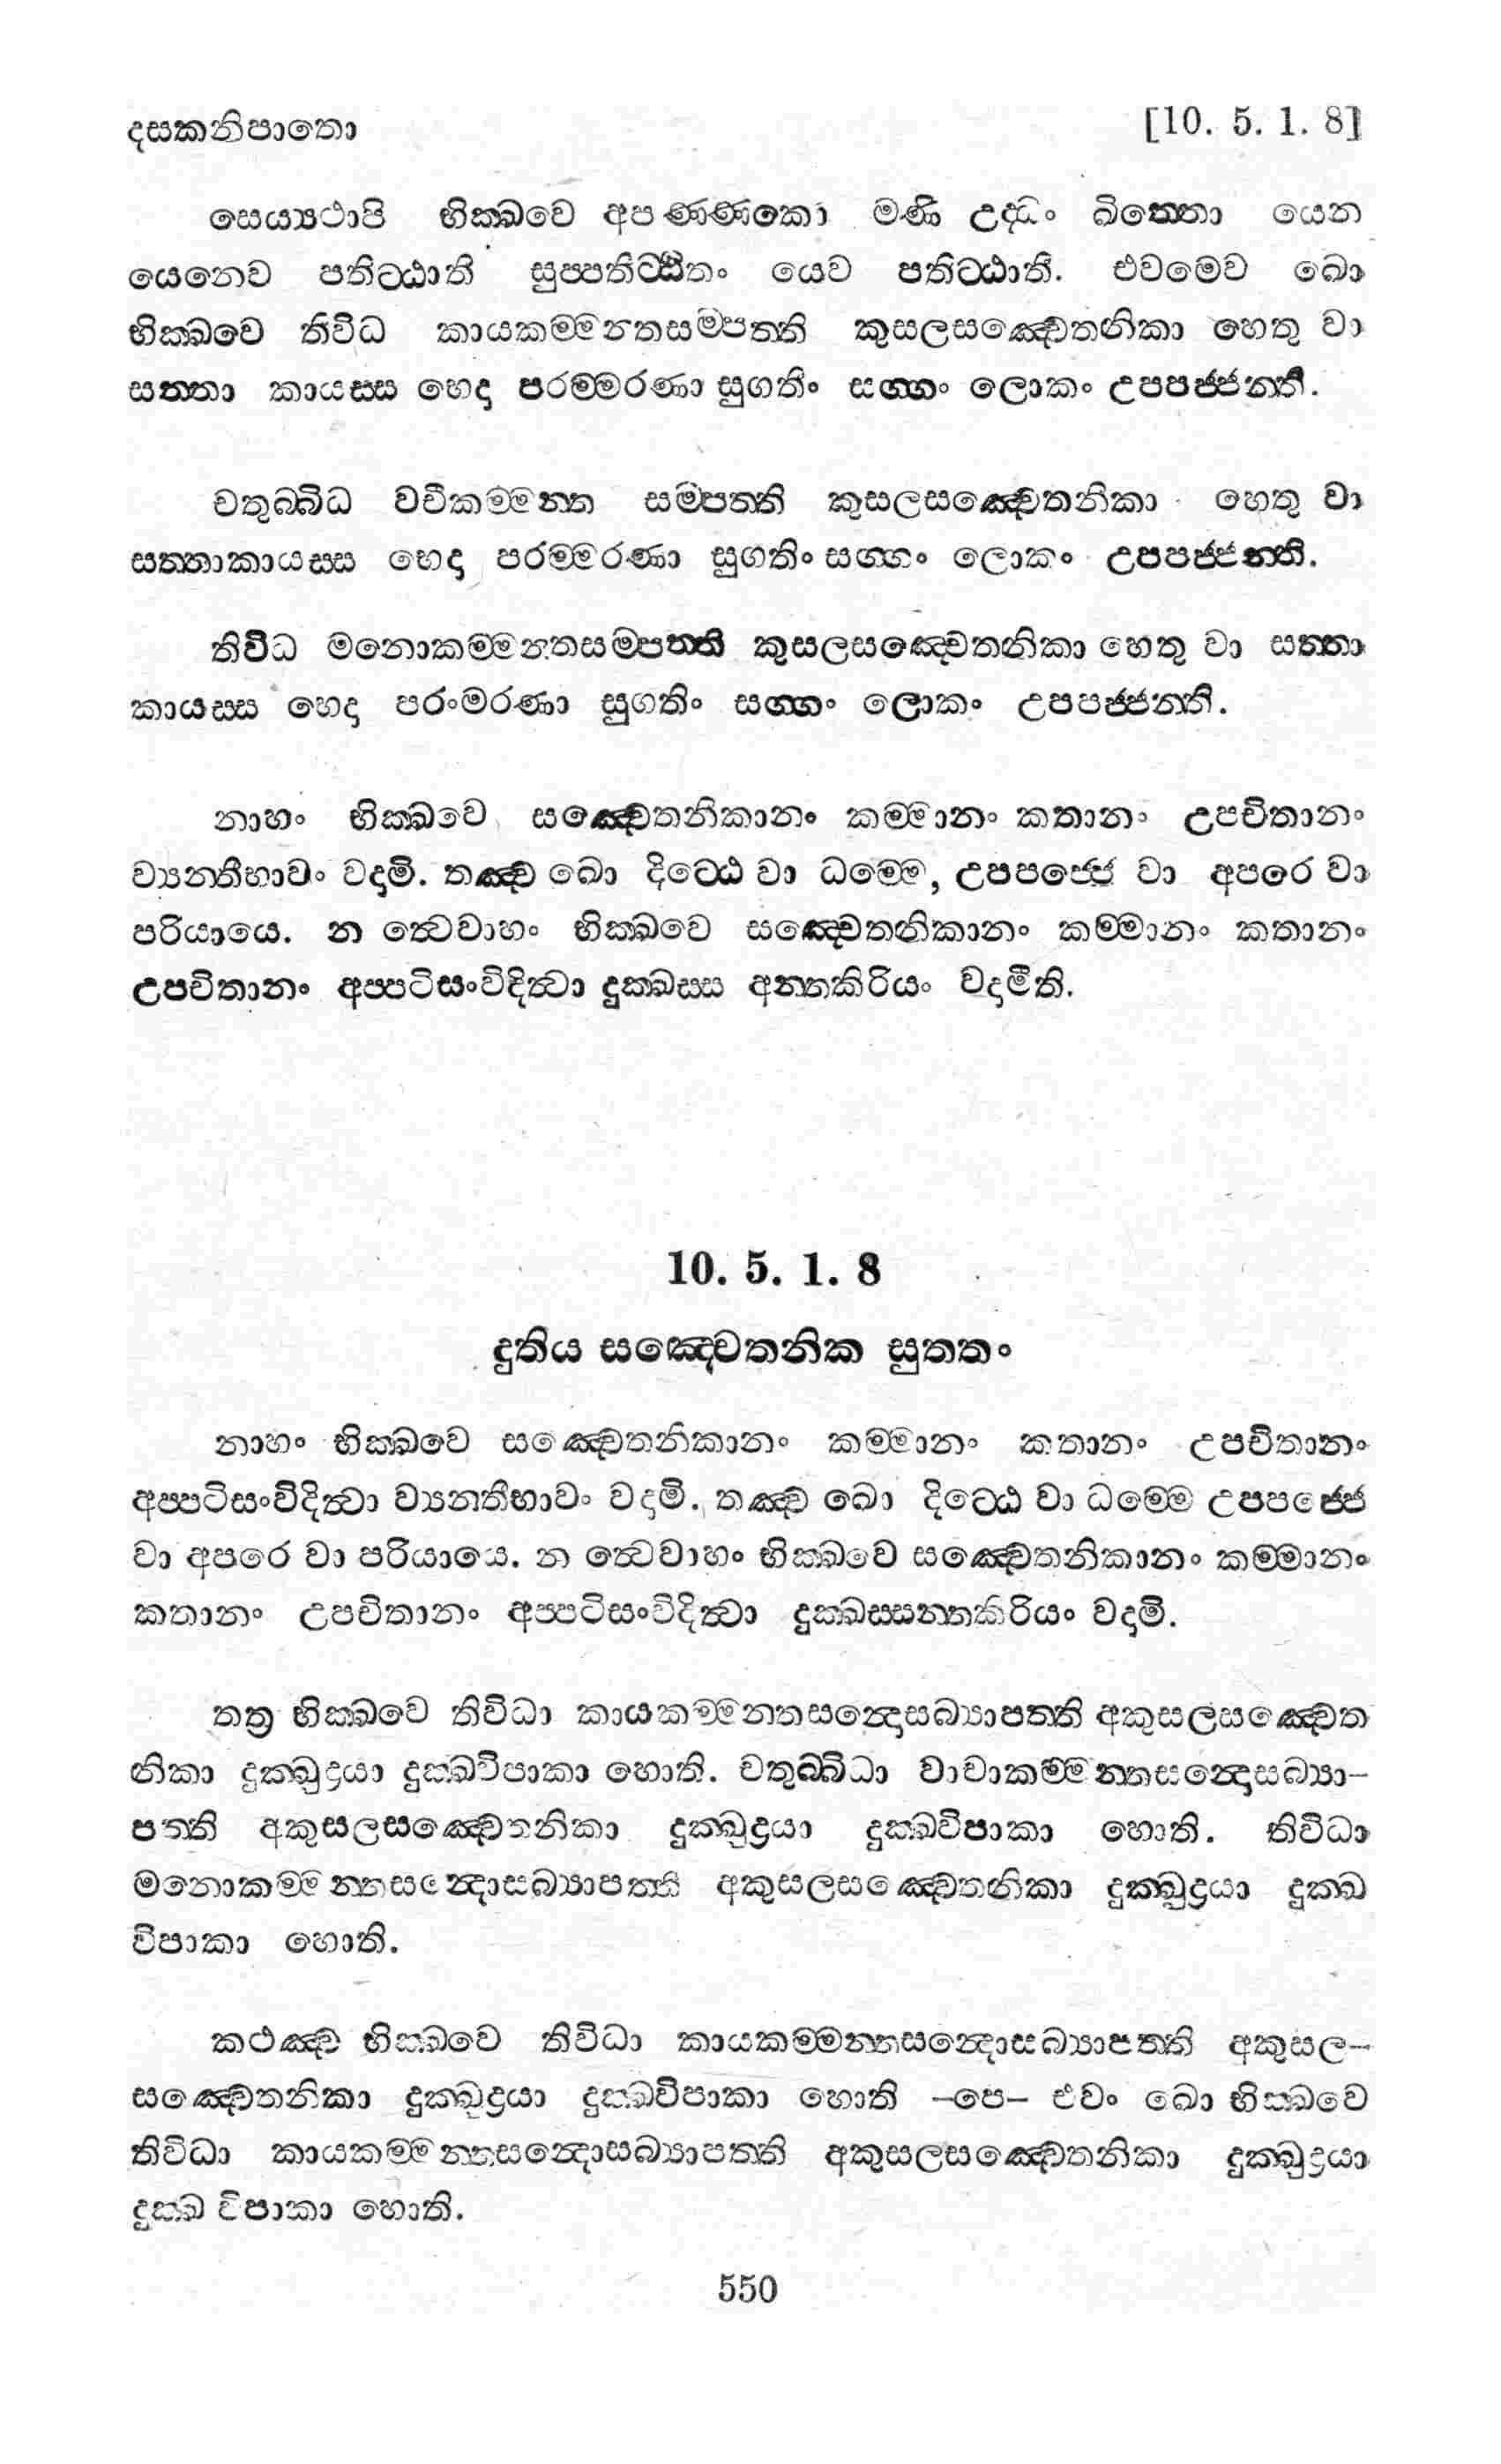 දසකනිපාතො [10. 5. 1. 8]
සෙය්‍යථාපි භික්ඛවෙ අපණ්ණකො මණි උද්ධං ඛිත්තො යෙන
යෙනෙව පතිට්ඨාති සුප්පතිට්ඨිතං යෙව පතිට්ඨාති. එවමෙව ඛො
භික්ඛවෙ තිවිධ කායකම්මන්තසම්පත්ති කුසලසඤ්චෙතනිකා හෙතු වා
සත්තා කායස්ස භෙදා පරම්මරණා සුගතිං සග්ගං ලොකං උපපජ්ජන්ති.
චතුබ්බිධ වචීකම්මන්ත සම්පත්ති කුසලසඤ්චෙතනිකා හෙතු වා
සත්තාකායස්ස භෙදා පරම්මරණා සුගතිං සග්ගං ලොකං උපපජ්ජන්ති.
තිවිධ මනොකම්මන්තසම්පත්ති කුසලසඤ්චෙතනිකා හෙතු වා සත්තා
කායස්ස හෙදා පරංමරණා සුගතිං සග්ගං ලොකං උපපජ්ජන්ති.
නාහං භික්ඛවෙ සඤ්චෙතනිකානං කම්මානං කතානං උපචිතානං
ව්‍යන්තීභාවං වදාමි. තඤ්ච ඛො දිට්ඨෙ වා ධම්මෙ, උපපජ්ජෙ වා අපරෙ වා
පරියායෙ. න ත්වෙවාහං භික්ඛවෙ සඤ්චෙතනිකානං කම්මානං කතානං
උපචිතානං අප්පටිසංවිදිත්වා දුක්ඛස්ස අන්තකිරියං වදාමීති.
10. 5. 1. 8
දුතිය සඤ්චෙතනික සුත්තං
නාහං භික්ඛවෙ සඤ්චෙතනිකානං කම්මානං කතානං උපචිතානං
අප්පටිසංවිදිත්වා ව්‍යන්තීභාවං වදාමි. තඤ්ච ඛො දිට්ඨෙ වා ධම්මෙ උපපජ්ජෙ
වා අපරෙ වා පරියායෙ. න ත්වෙවාහං භික්ඛවෙ සඤ්චෙතනිකානං කම්මානං
කතානං උපචිතානං අප්පටිසංවිදිත්වා දුක්ඛස්සන්තකිරියං වදාමි.
තත්‍ර භික්ඛවෙ තිවිධා කායකම්මන්තසන්දොසබ්‍යාපත්ති අකුසලසඤ්චෙත
නිකා දුක්ඛුද්‍රයා දුක්ඛවිපාකා හොති. චතුබ්බිධා වාචාකම්මන්තසන්දොසබ්‍යා–
පත්ති අකුසලසඤ්චෙතනිකා දුක්ඛුද්‍රයා දුක්ඛවිපාකා හොති. තිවිධා
මනොකම්මන්තසන්දොසබ්‍යාපත්ති අකුසලසඤ්චෙතනිකා දුක්ඛුද්‍රයා දුක්ඛ
විපාකා හොති.
කථඤ්ච භික්ඛවෙ තිවිධා කායකම්මන්තසන්දොසබ්‍යාපත්ති අකුසල–
සඤ්චෙතනිකා දුක්ඛුද්‍රයා දුක්ඛවිපාකා හොති –පෙ– එවං ඛො භික්ඛවෙ
තිවිධා කායකම්මන්තසන්දොසබ්‍යාපත්ති අකුසලසඤ්චෙතනිකා දුක්ඛුද්‍රයා
දුක්ඛ විපාකා හොති.
550